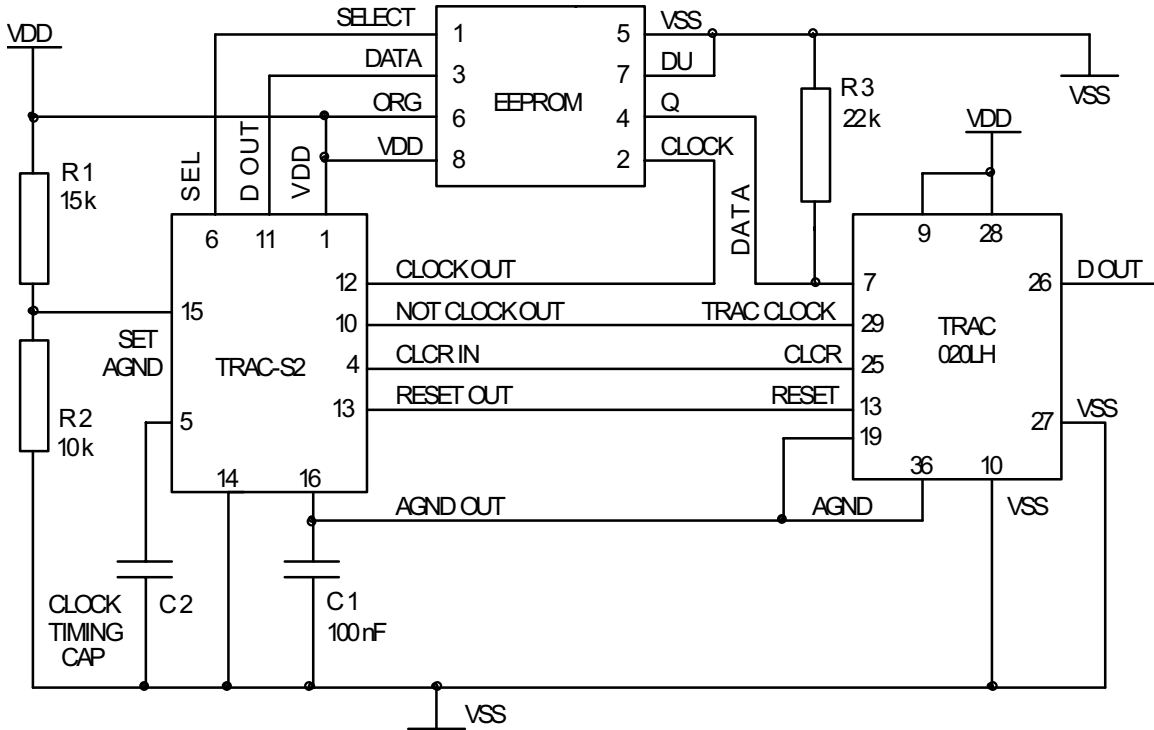 VDD
SELECT
DATA
ORG
VDD
1
3
6
8
EEPROM
5
7
4
2
VSS
DU
Q
CLOCK
R3
22k
VSS
VDD
R1
15k
SEL
D OUT
VDD
DATA
6
11
1
9
28
12
CLOCK OUT
7
26
D OUT
15
10
NOT CLOCK OUT
TRAC CLOCK
29
TRAC
020LH
SET
AGND
TRAC-S2
4
CLCR IN
CLCR
25
R2
10k
5
13
RESET OUT
RESET
13
19
27
VSS
14
16
36
10
AGND OUT
AGND
VSS
CLOCK
TIMING
CAP
C2
C1
100nF
VSS